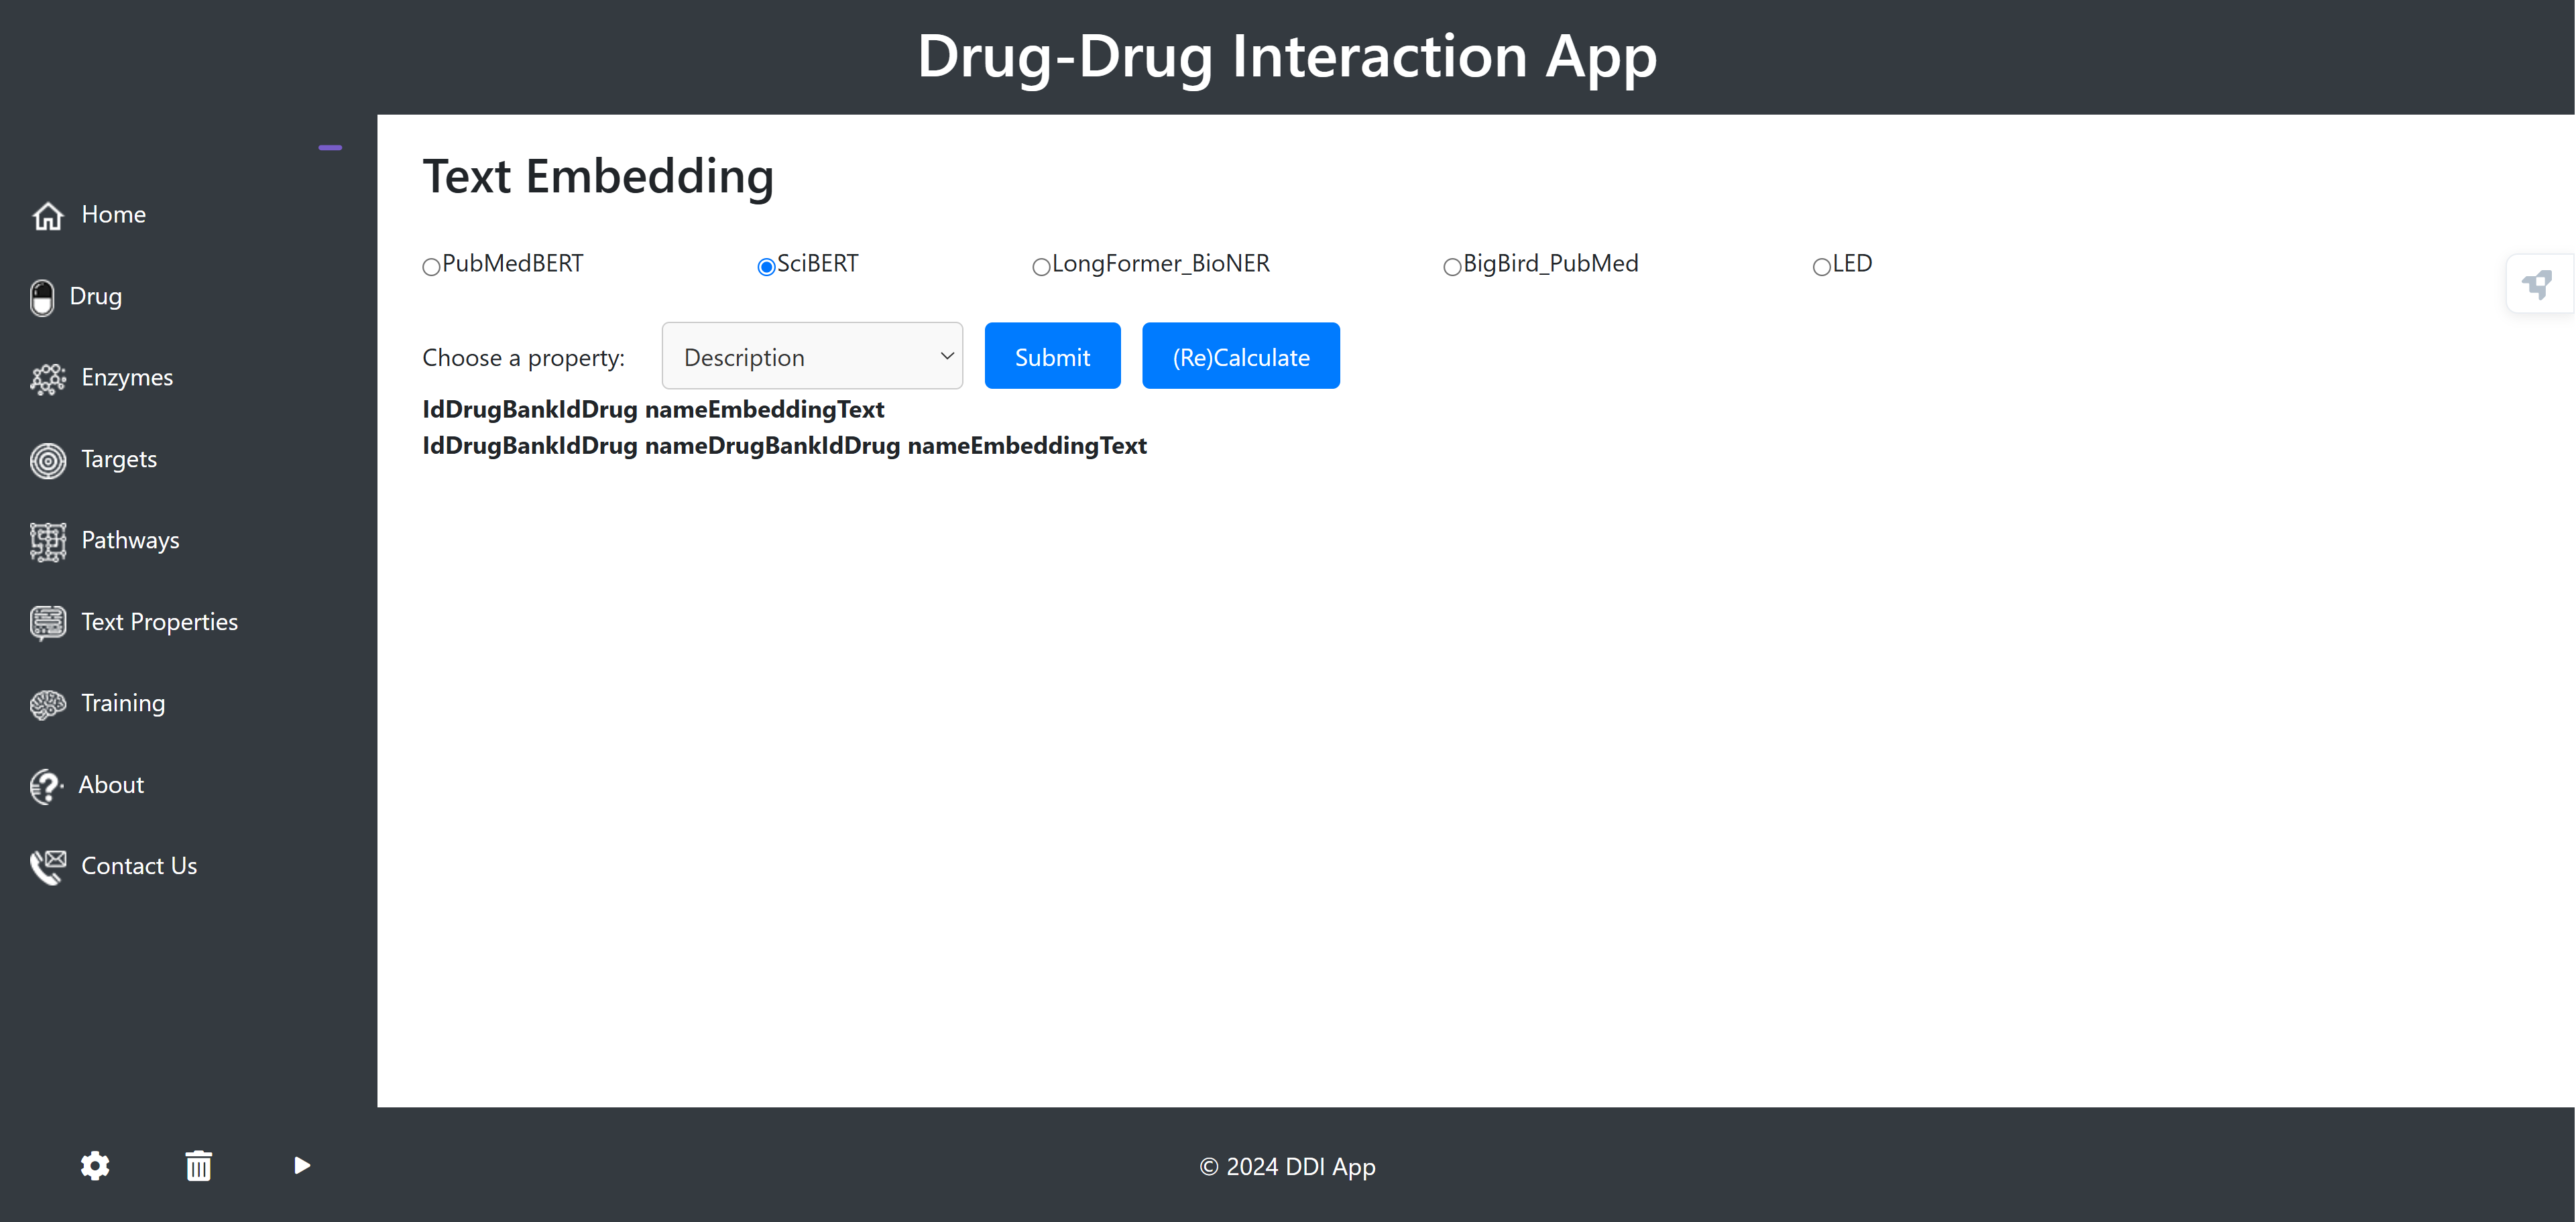 Drug-Drug Interaction App
Home
Drug
Enzymes
Targets
Pathways
Text Properties
Training
About
Contact Us
Text Embedding
PubMedBERT SciBERT LongFormer_BioNER BigBird_PubMed LED
Choose a property: Description Submit (Re)Calculate
IdDrugBankIdDrug nameEmbeddingText
IdDrugBankIdDrug nameDrugBankIdDrug nameEmbeddingText
© 2024 DDI App